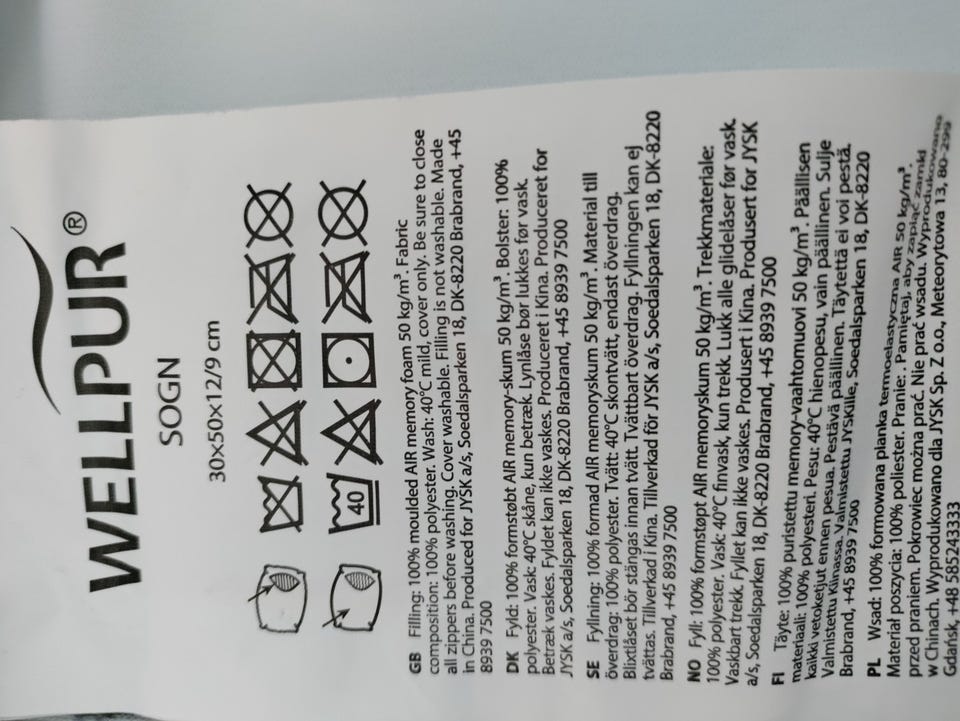 WELLPUR®
SOGN
30x50x12/9 cm
40
GB Filling: 100% moulded AIR memory foam 50 kg/m³. Fabric
composition: 100% polyester. Wash: 40°C mild, cover only. Be sure to close
all zippers before washing. Cover washable. Filling is not washable. Made
in China. Produced for JYSK a/s, Soedalsparken 18, DK-8220 Brabrand, +45
8939 7500
DK Fyld: 100% formstøbt AIR memory-skum 50 kg/m³. Bolster: 100%
polyester. Vask: 40°C skåne, kun betræk. Lynlåse bør lukkes før vask.
Betræk vaskes. Fyldet kan ikke vaskes. Produceret i Kina. Produceret for
JYSK a/s, Soedalsparken 18, DK-8220 Brabrand, +45 8939 7500
SE Fyllning: 100% formad AIR memoryskum 50 kg/m³. Material till
överdrag: 100% polyester. Tvätt: 40°C skontvätt, endast överdrag.
Blixtlåset bör stängas innan tvätt. Tvättbart överdrag. Fyllningen kan ej
tvättas. Tillverkad i Kina. Tillverkad för JYSK a/s, Soedalsparken 18, DK-8220
Brabrand, +45 8939 7500
NO Fyll: 100% formstøpt AIR memoryskum 50 kg/m³. Trekkmateriale:
100% polyester. Vask: 40°C finvask, kun trekk. Lukk alle glidelåser før vask.
Vaskbart trekk. Fyllet kan ikke vaskes. Produsert i Kina. Produsert for JYSK
a/s, Soedalsparken 18, DK-8220 Brabrand, +45 8939 7500
FI Täyte: 100% puristettu memory-vaahtomuovi 50 kg/m³. Päällisen
materiaali: 100% polyesteri. Pesu: 40°C hienopesu, vain päällinen. Sulje
kaikki vetoketjut ennen pesua. Pestävä päällinen. Täytettä ei voi pestä.
Valmistettu Kiinassa. Valmistettu JYSKille, Soedalsparken 18, DK-8220
Brabrand, +45 8939 7500
PL Wsad: 100% formowana pianka termoelastyczna AIR 50 kg/m³.
Materiał poszycia: 100% poliester. Pranie: . Pamiętaj, aby zapiąć zamki
przed praniem. Pokrowiec można prać. Nie prać wsadu. Wyprodukowano
w Chinach. Wyprodukowano dla JYSK Sp. Z o.o., Meteorytowa 13, 80-299
Gdańsk, +48 585243333